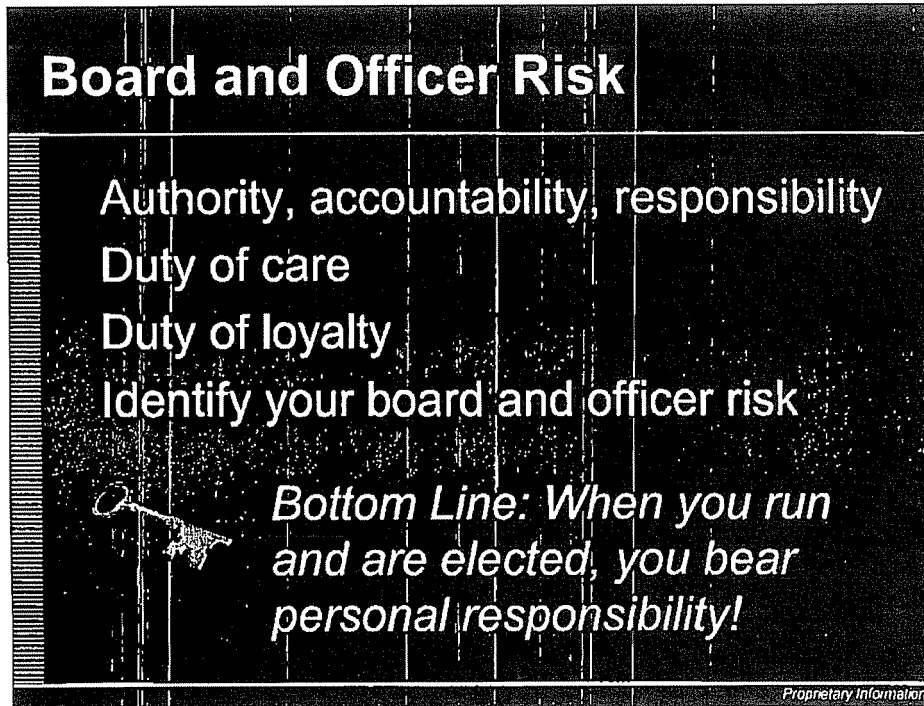 Board and Officer Risk
Authority, accountability, responsibility
Duty of care
Duty of loyalty
Identify your board and officer risk
Bottom Line: When you run
and are elected, you bear
personal responsibility!
Proprietary Information